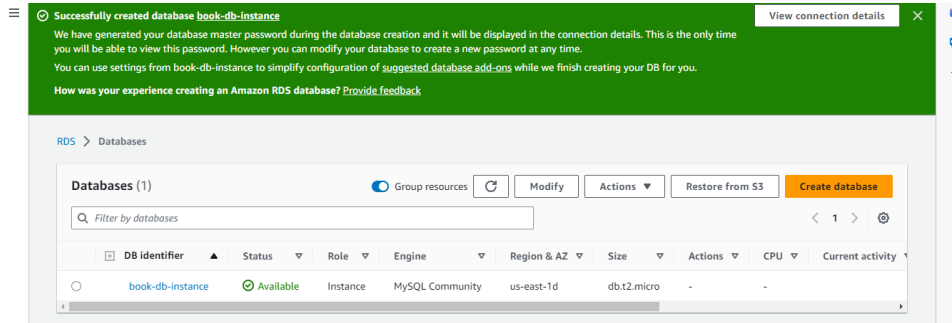 Successfully created database book-db-instance
View connection details
We have generated your database master password during the database creation and it will be displayed in the connection details. This is the only time
you will be able to view this password. However you can modify your database to create a new password at any time.
You can use settings from book-db-instance to simplify configuration of suggested database add-ons while we finish creating your DB for you.
How was your experience creating an Amazon RDS database? Provide feedback
RDS > Databases
Databases (1)
Group resources
Modify
Actions
Restore from S3
Create database
Filter by databases
1
DB identifier Status Role Engine Region & AZ Size Actions CPU Current activity
book-db-instance Available Instance MySQL Community us-east-1d db.t2.micro - -